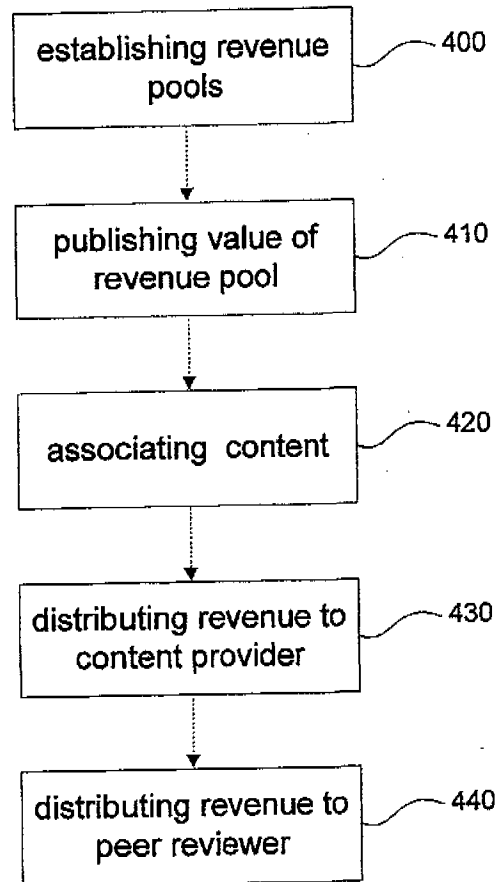 establishing revenue
pools
400
publishing value of
revenue pool
410
associating content
420
distributing revenue to
content provider
430
distributing revenue to
peer reviewer
440